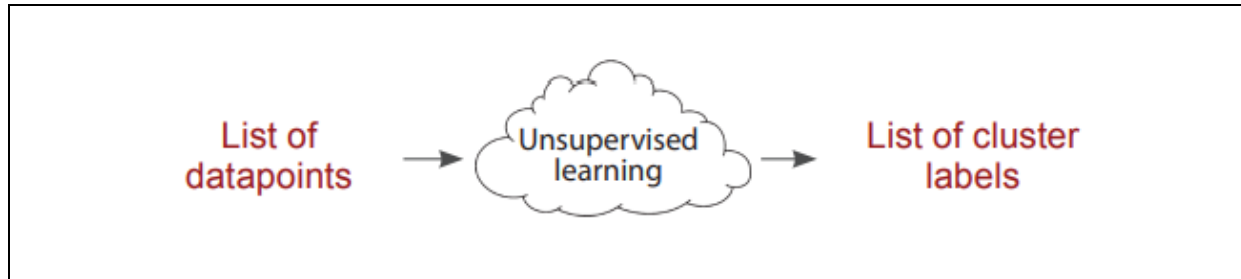 List of
datapoints
Unsupervised
learning
List of cluster
labels